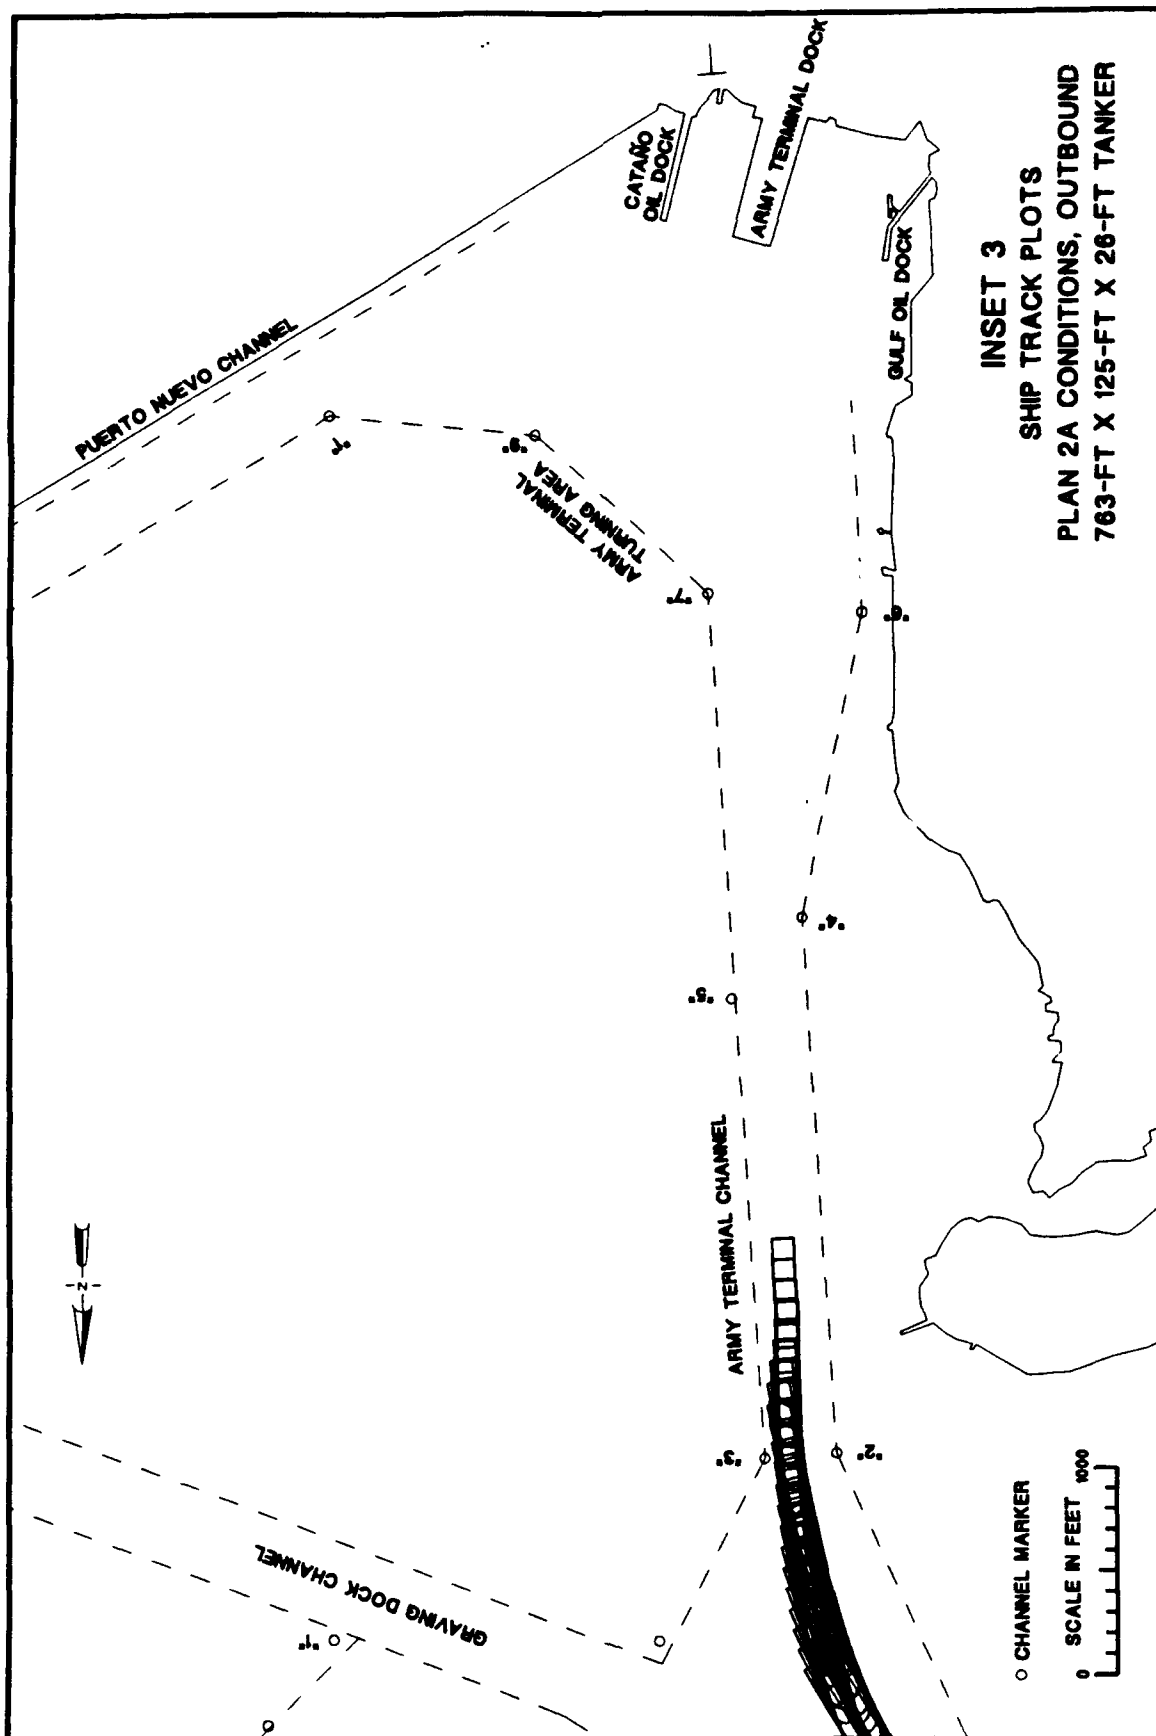 INSET 3
SHIP TRACK PLOTS
PLAN 2A CONDITIONS, OUTBOUND
763-FT X 125-FT X 26-FT TANKER
PUERTO NUEVO CHANNEL
CATAÑO
OIL DOCK
ARMY TERMINAL DOCK
GULF OIL DOCK
"1"
"9"
ARMY TERMINAL
TURNING AREA
"7"
"6"
"4"
"5"
ARMY TERMINAL CHANNEL
N
"3"
"2"
GRAVING DOCK CHANNEL
"1"
○ CHANNEL MARKER
SCALE IN FEET
0 1000